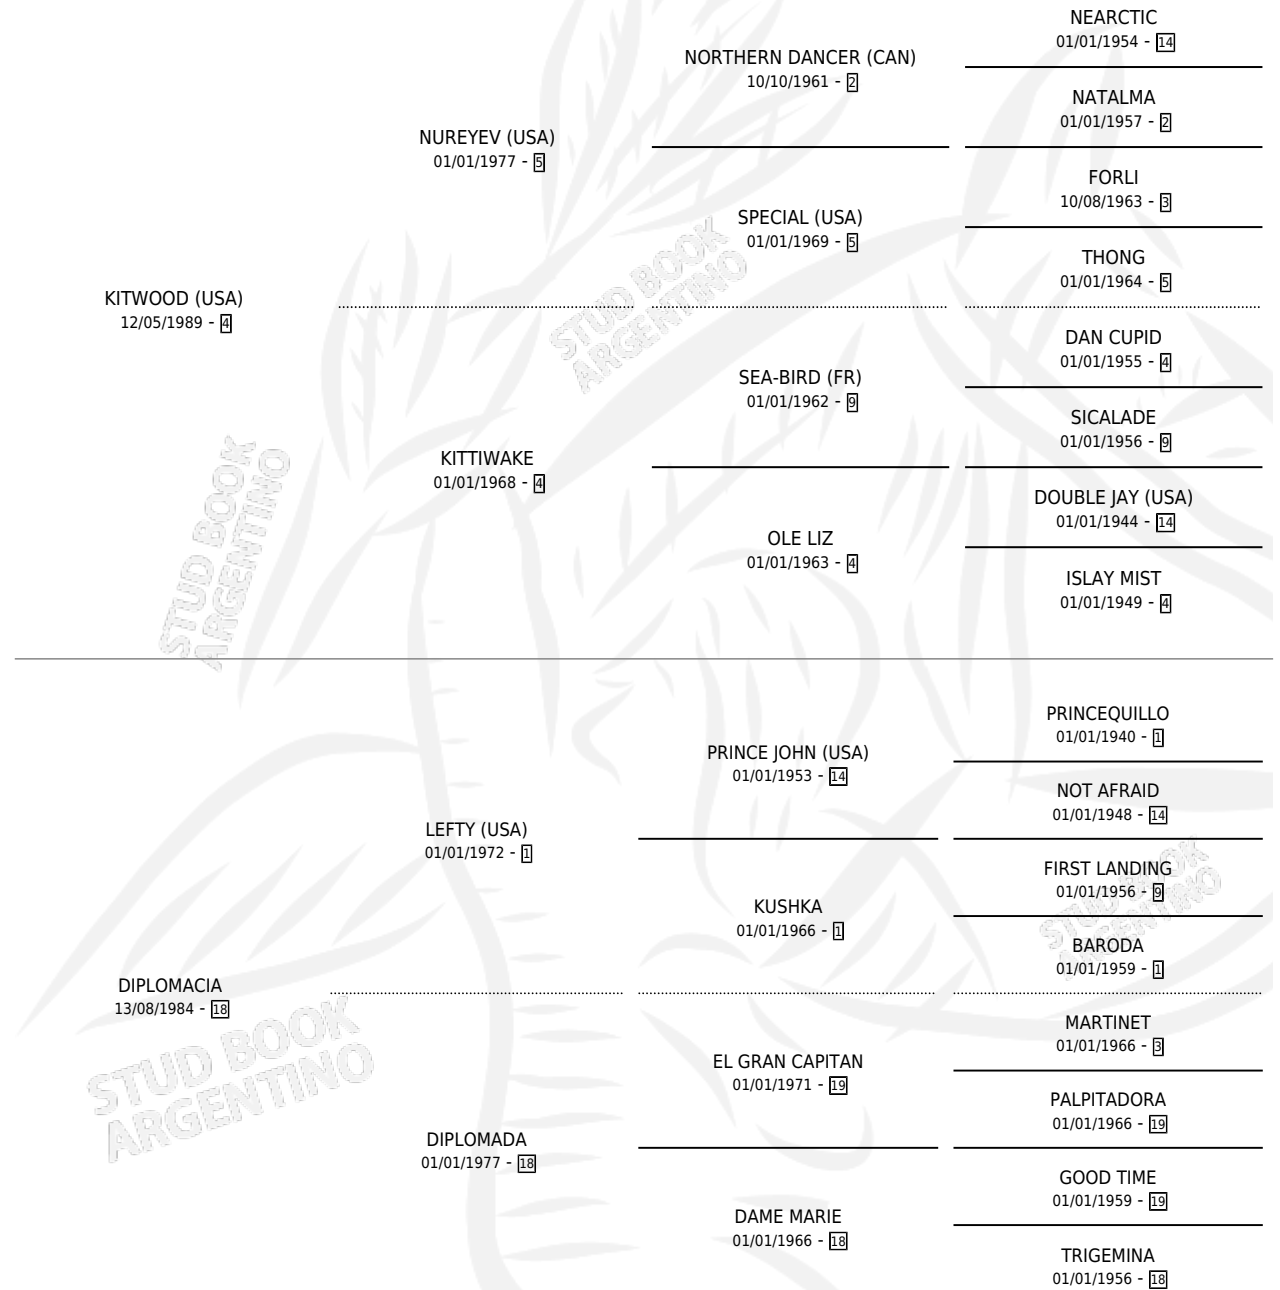 NEARCTIC
01/01/1954 - 14
NORTHERN DANCER (CAN)
10/10/1961 - 2
NATALMA
01/01/1957 - 2
NUREYEV (USA)
01/01/1977 - 5
FORLI
10/08/1963 - 3
SPECIAL (USA)
01/01/1969 - 5
THONG
01/01/1964 - 5
KITWOOD (USA)
12/05/1989 - 4
DAN CUPID
01/01/1955 - 4
SEA-BIRD (FR)
01/01/1962 - 9
SICALADE
01/01/1956 - 9
KITTIWAKE
01/01/1968 - 4
DOUBLE JAY (USA)
01/01/1944 - 14
OLE LIZ
01/01/1963 - 4
ISLAY MIST
01/01/1949 - 4
PRINCEQUILLO
01/01/1940 - 1
PRINCE JOHN (USA)
01/01/1953 - 14
NOT AFRAID
01/01/1948 - 14
LEFTY (USA)
01/01/1972 - 1
FIRST LANDING
01/01/1956 - 9
KUSHKA
01/01/1966 - 1
BARODA
01/01/1959 - 1
DIPLOMACIA
13/08/1984 - 18
MARTINET
01/01/1966 - 3
EL GRAN CAPITAN
01/01/1971 - 19
PALPITADORA
01/01/1966 - 19
DIPLOMADA
01/01/1977 - 18
GOOD TIME
01/01/1959 - 19
DAME MARIE
01/01/1966 - 18
TRIGEMINA
01/01/1956 - 18
STUD BOOK
ARGENTINO
STUD BOOK
ARGENTINO
STUD BOOK
ARGENTINO
STUD BOOK
ARGENTINO